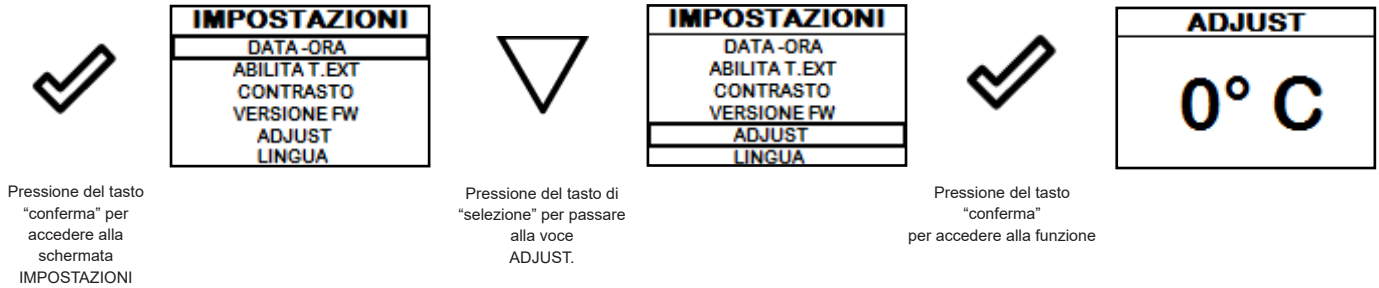 IMPOSTAZIONI
DATA -ORA
ABILITA T.EXT
CONTRASTO
VERSIONE FW
ADJUST
LINGUA
IMPOSTAZIONI
DATA -ORA
ABILITA T.EXT
CONTRASTO
VERSIONE FW
ADJUST
LINGUA
ADJUST
0° C
Pressione del tasto
“conferma” per
accedere alla
schermata
IMPOSTAZIONI
Pressione del tasto di
“selezione” per passare
alla voce
ADJUST.
Pressione del tasto
“conferma”
per accedere alla funzione